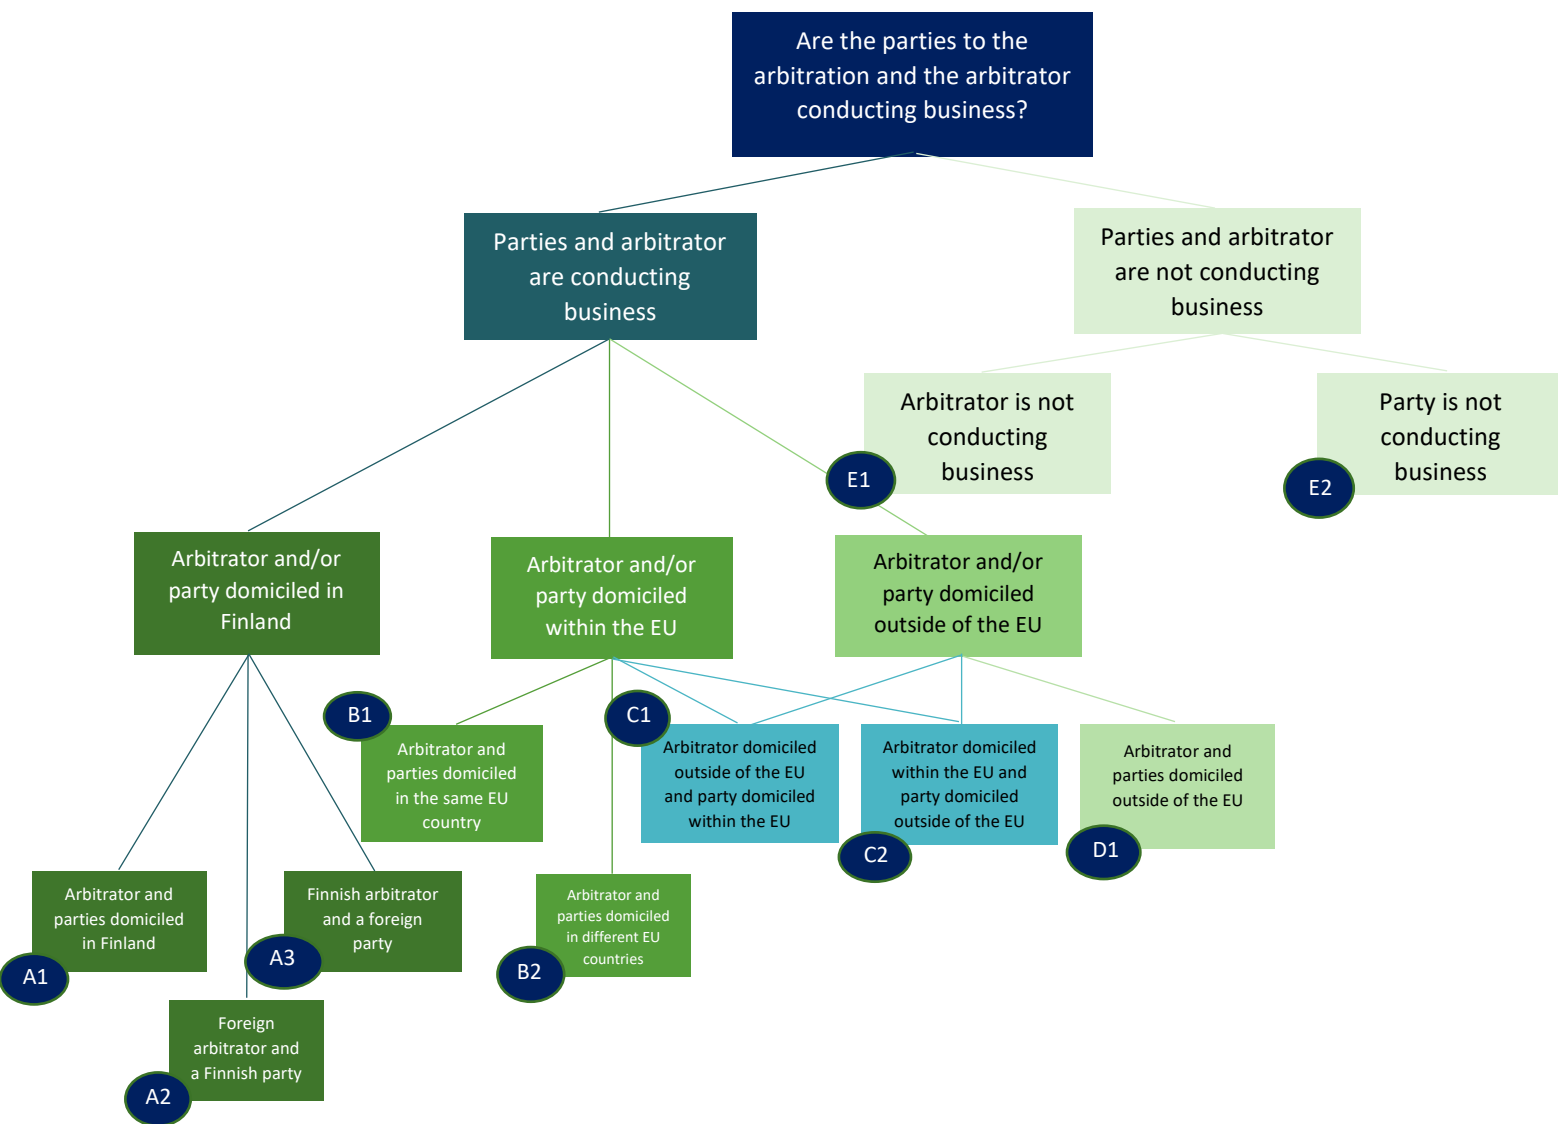 Are the parties to the
arbitration and the arbitrator
conducting business?
Parties and arbitrator
are conducting
business
Parties and arbitrator
are not conducting
business
Arbitrator is not
conducting
business
E1
Party is not
conducting
business
E2
Arbitrator and/or
party domiciled in
Finland
Arbitrator and/or
party domiciled
within the EU
Arbitrator and/or
party domiciled
outside of the EU
B1
Arbitrator and
parties domiciled
in the same EU
country
C1
Arbitrator domiciled
outside of the EU
and party domiciled
within the EU
Arbitrator domiciled
within the EU and
party domiciled
outside of the EU
C2
Arbitrator and
parties domiciled
outside of the EU
D1
Arbitrator and
parties domiciled
in Finland
A1
Finnish arbitrator
and a foreign
party
A3
Arbitrator and
parties domiciled
in different EU
countries
B2
Foreign
arbitrator and
a Finnish party
A2